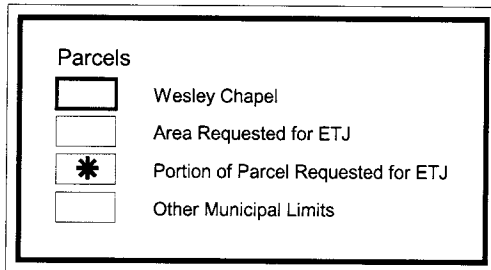 Parcels
Wesley Chapel
Area Requested for ETJ
Portion of Parcel Requested for ETJ
Other Municipal Limits